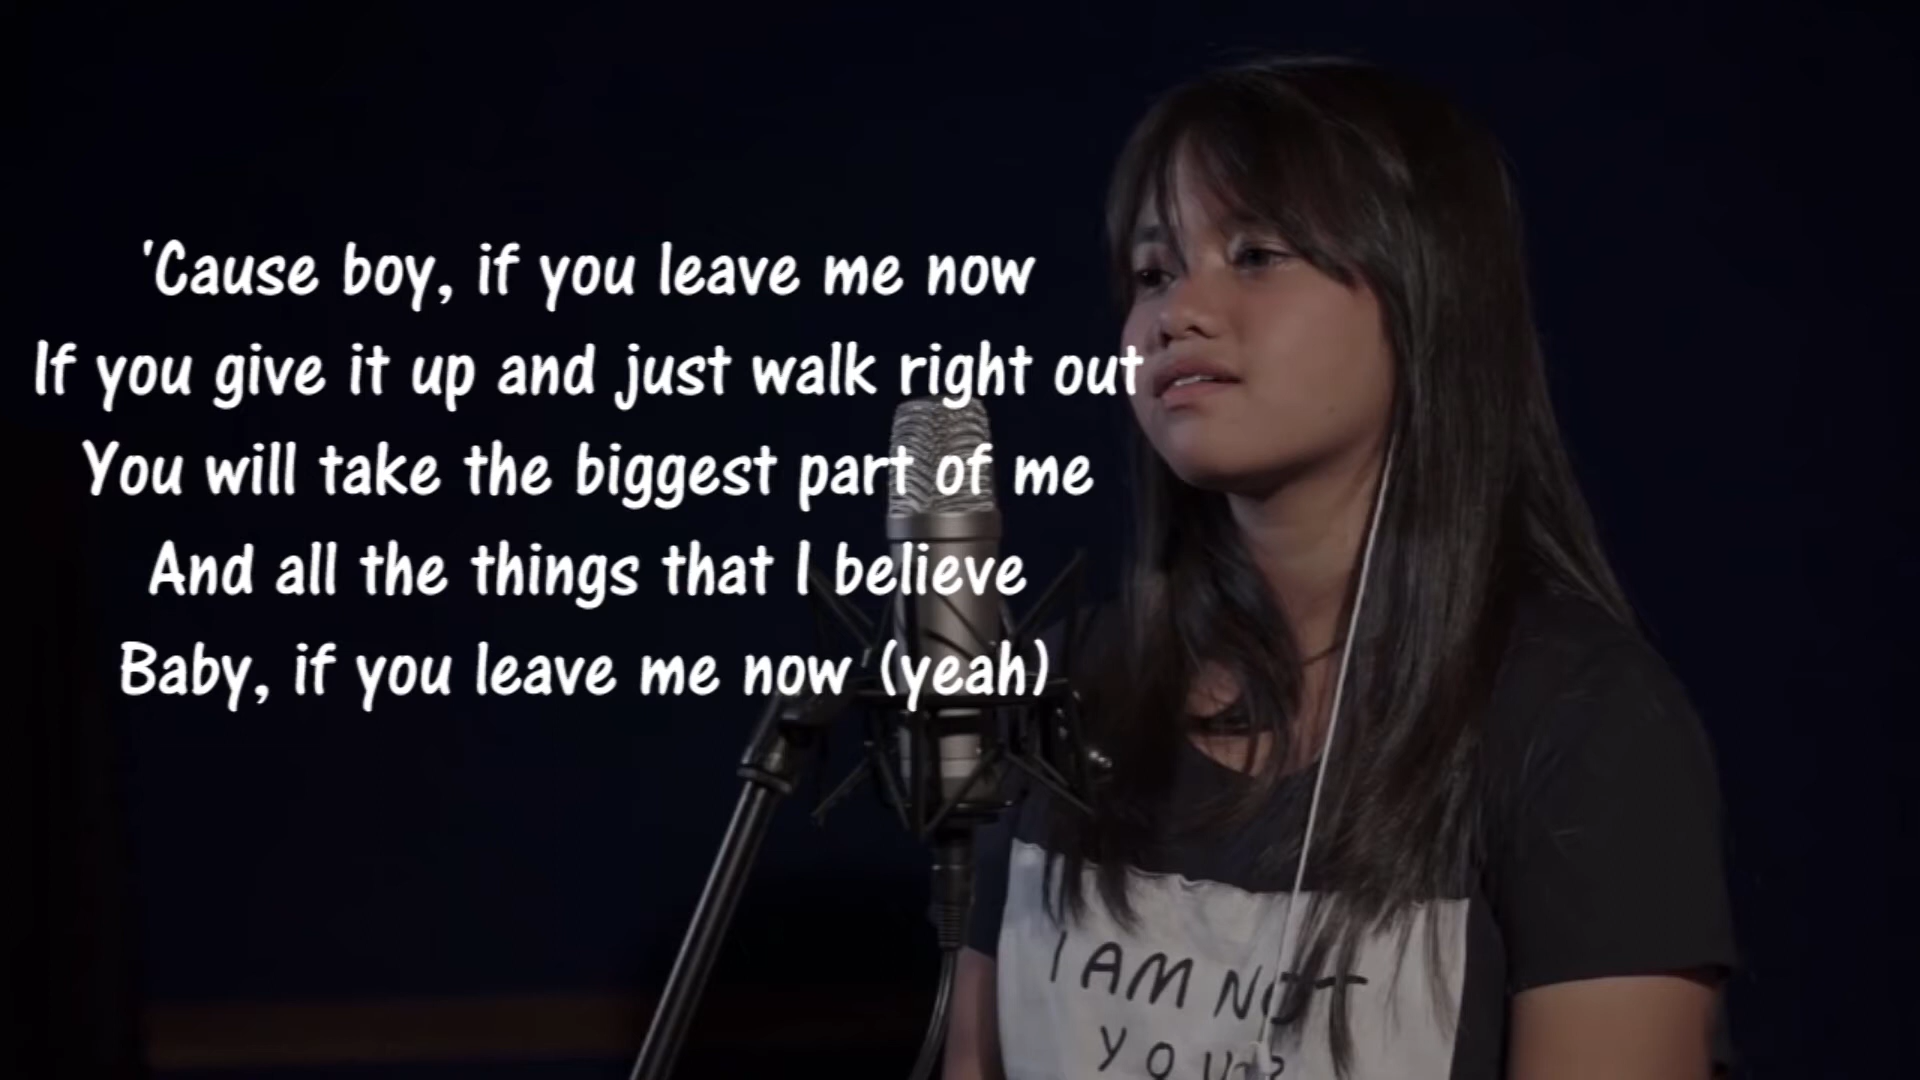 'Cause boy, if you leave me now
If you give it up and just walk right out
You will take the biggest part of me
And all the things that I believe
Baby, if you leave me now (yeah)
I AM NOT